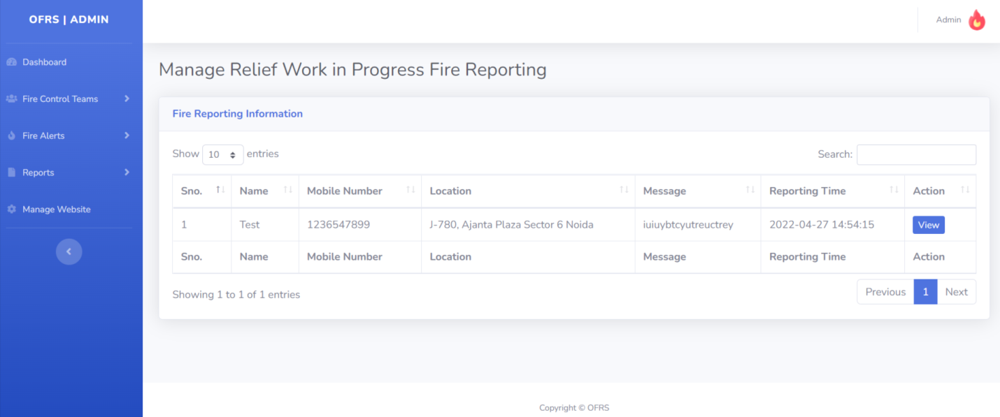 OFRS | ADMIN
Admin
Dashboard
Fire Control Teams
Fire Alerts
Reports
Manage Website
Manage Relief Work in Progress Fire Reporting
Fire Reporting Information
Show 10 entries
Search:
Sno. Name Mobile Number Location Message Reporting Time Action
1 Test 1236547899 J-780, Ajanta Plaza Sector 6 Noida iuiuybtcyutreuctrey 2022-04-27 14:54:15 View
Sno. Name Mobile Number Location Message Reporting Time Action
Showing 1 to 1 of 1 entries
Previous 1 Next
Copyright © OFRS